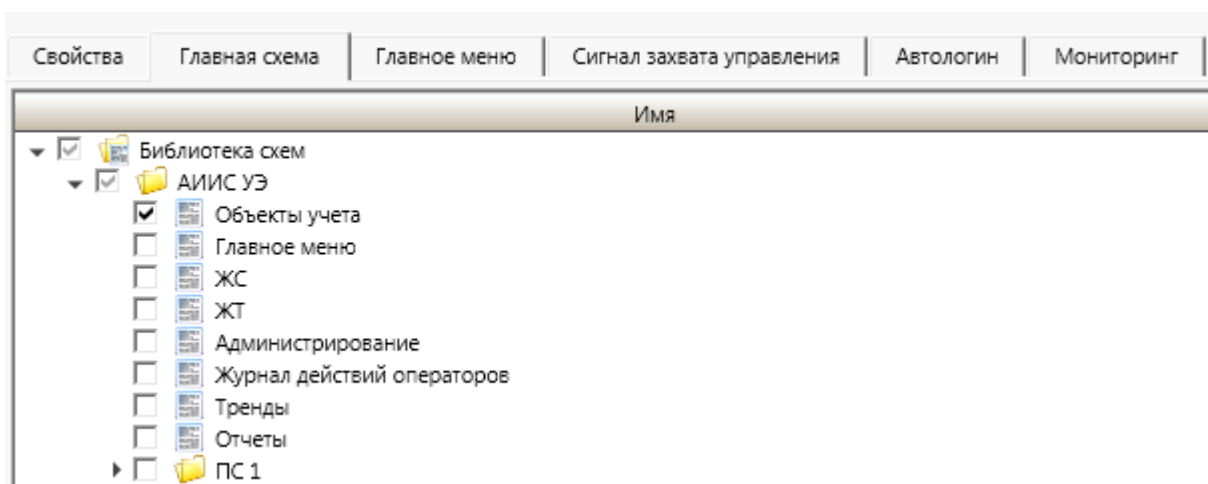 Свойства Главная схема Главное меню Сигнал захвата управления Автологин Мониторинг
Имя
Библиотека схем
АИИС УЭ
Объекты учета
Главное меню
ЖС
ЖТ
Администрирование
Журнал действий операторов
Тренды
Отчеты
ПС 1